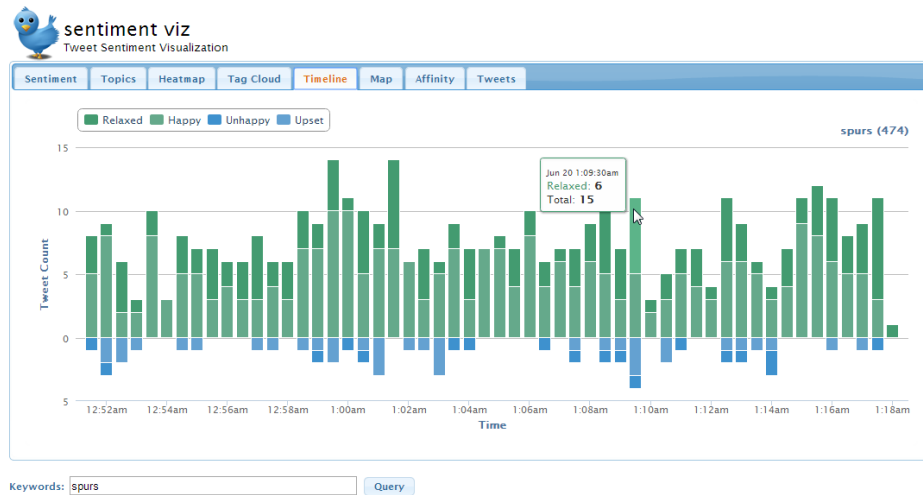 sentiment viz
Tweet Sentiment Visualization
Sentiment Topics Heatmap Tag Cloud Timeline Map Affinity Tweets
Relaxed Happy Unhappy Upset
spurs (474)
15
Jun 20 1:09:30am
Relaxed: 6
Total: 15
10
Tweet Count
5
0
5
12:52am 12:54am 12:56am 12:58am 1:00am 1:02am 1:04am 1:06am 1:08am 1:10am 1:12am 1:14am 1:16am 1:18am
Time
Keywords: spurs Query